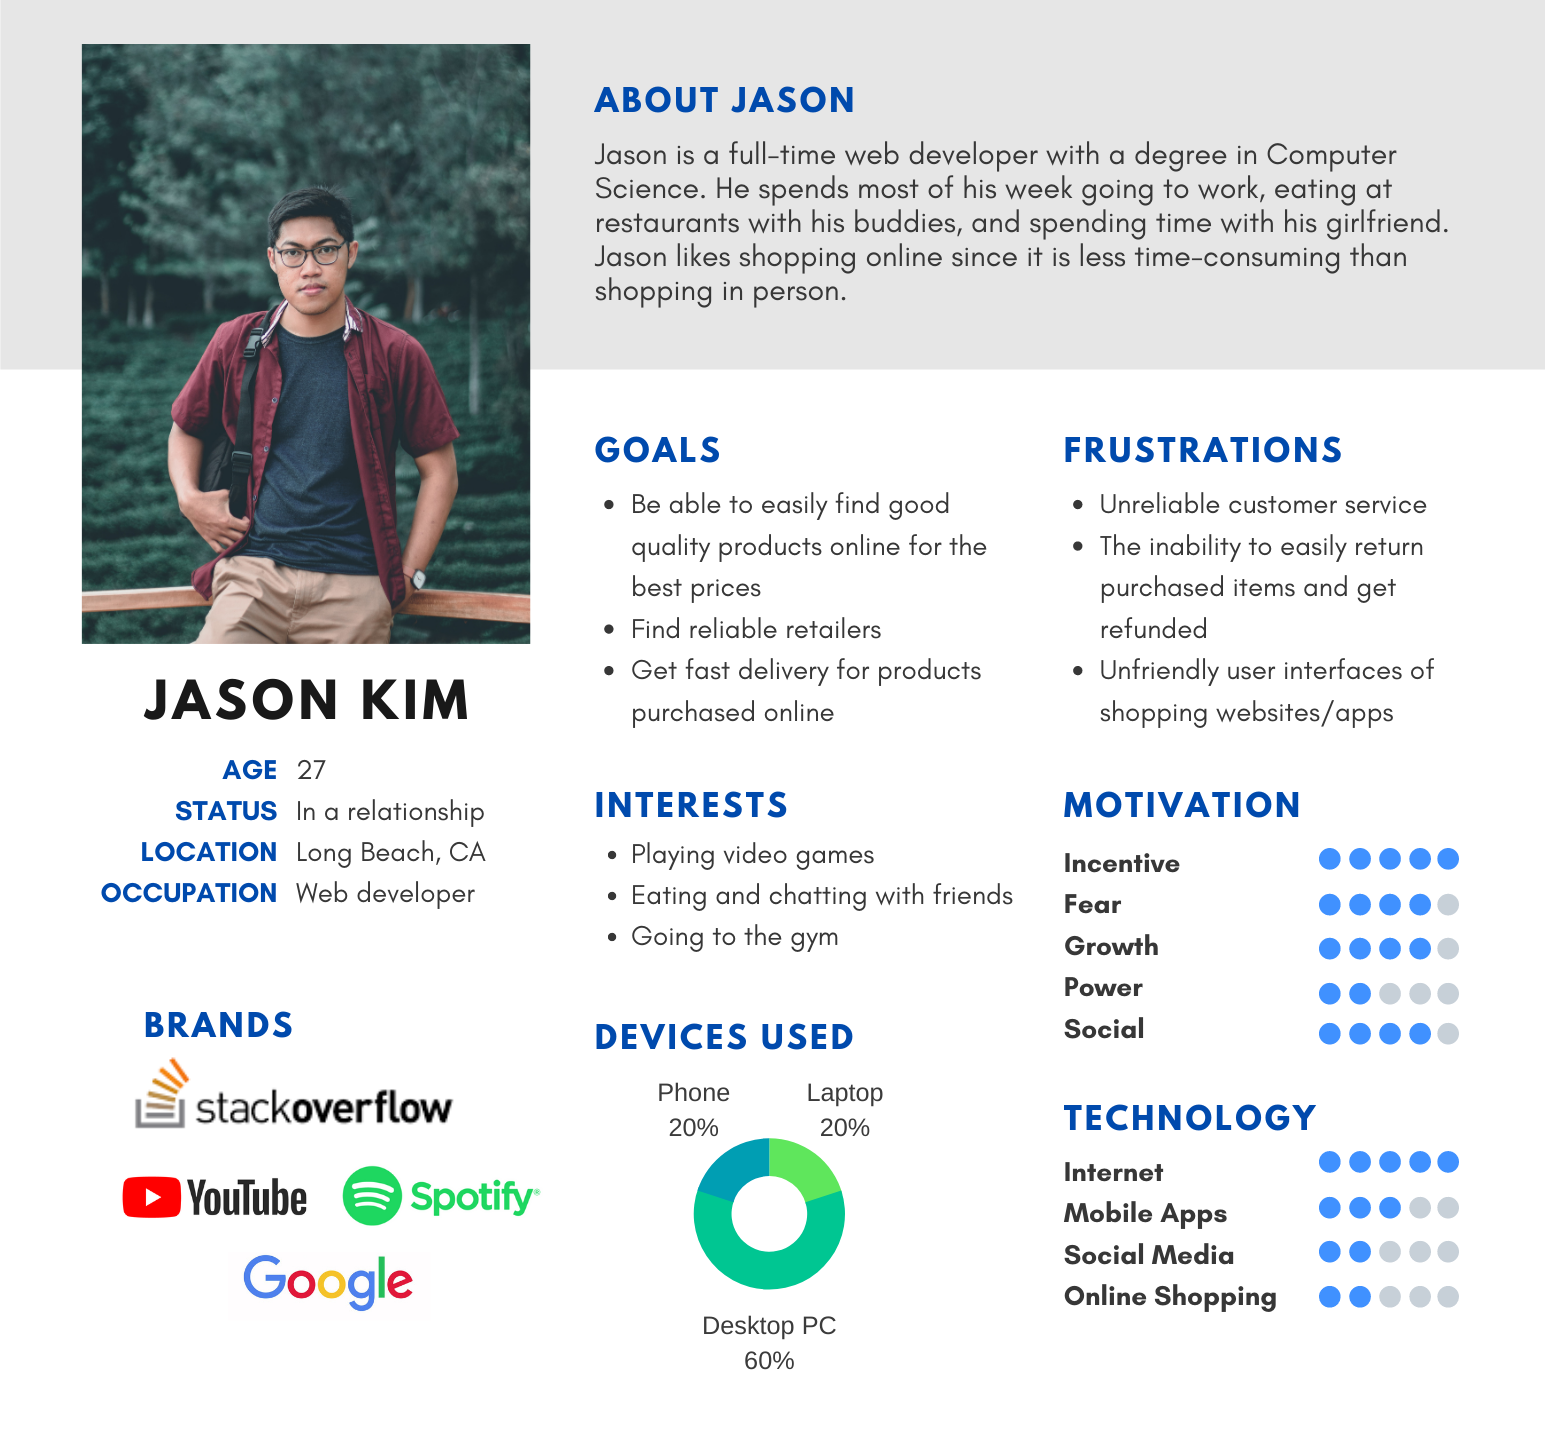 ABOUT JASON
Jason is a full-time web developer with a degree in Computer
Science. He spends most of his week going to work, eating at
restaurants with his buddies, and spending time with his girlfriend.
Jason likes shopping online since it is less time-consuming than
shopping in person.
JASON KIM
AGE 27
STATUS In a relationship
LOCATION Long Beach, CA
OCCUPATION Web developer
BRANDS
stackoverflow
YouTube
Spotify
Google
GOALS
• Be able to easily find good
quality products online for the
best prices
• Find reliable retailers
• Get fast delivery for products
purchased online
INTERESTS
• Playing video games
• Eating and chatting with friends
• Going to the gym
DEVICES USED
Phone
20%
Laptop
20%
Desktop PC
60%
FRUSTRATIONS
• Unreliable customer service
• The inability to easily return
purchased items and get
refunded
• Unfriendly user interfaces of
shopping websites/apps
MOTIVATION
Incentive
Fear
Growth
Power
Social
TECHNOLOGY
Internet
Mobile Apps
Social Media
Online Shopping